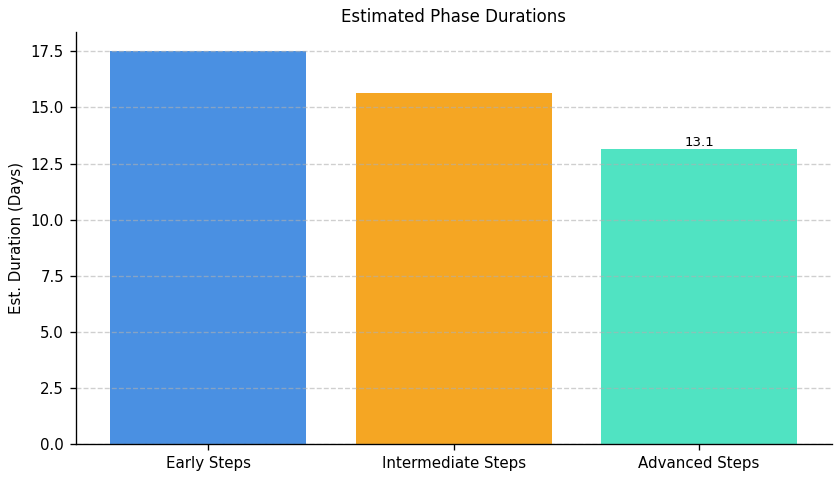 Estimated Phase Durations
Est. Duration (Days)
17.5
15.0
12.5
10.0
7.5
5.0
2.5
0.0
13.1
Early Steps
Intermediate Steps
Advanced Steps